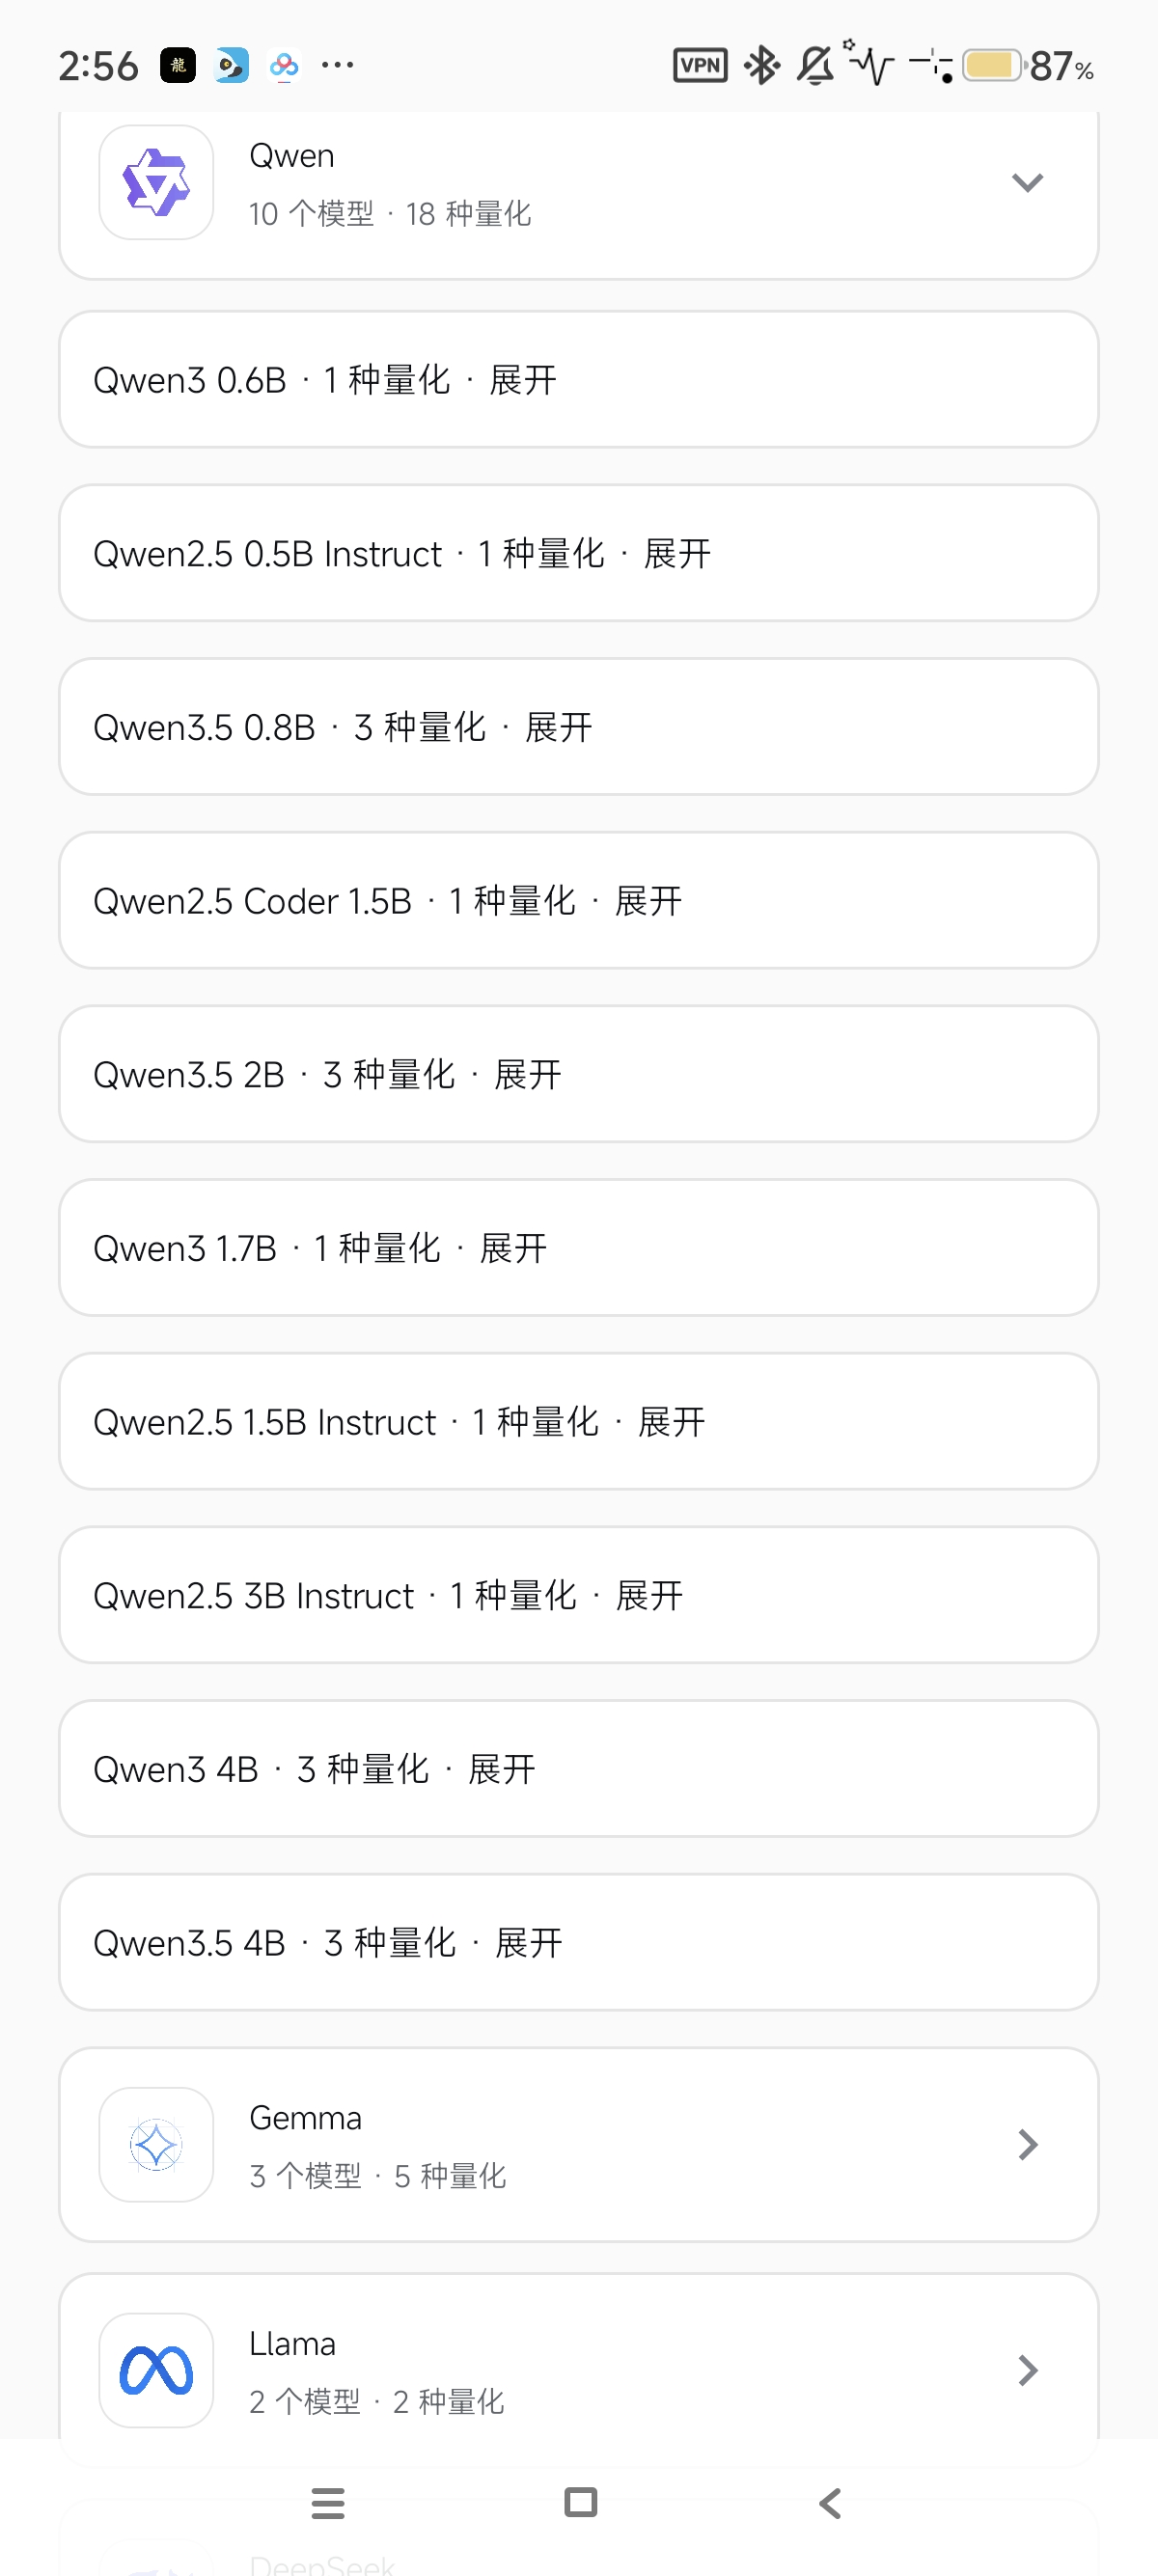 2:56 龍 ··· VPN 87%
Qwen
10 个模型 · 18 种量化
Qwen3 0.6B · 1 种量化 · 展开
Qwen2.5 0.5B Instruct · 1 种量化 · 展开
Qwen3.5 0.8B · 3 种量化 · 展开
Qwen2.5 Coder 1.5B · 1 种量化 · 展开
Qwen3.5 2B · 3 种量化 · 展开
Qwen3 1.7B · 1 种量化 · 展开
Qwen2.5 1.5B Instruct · 1 种量化 · 展开
Qwen2.5 3B Instruct · 1 种量化 · 展开
Qwen3 4B · 3 种量化 · 展开
Qwen3.5 4B · 3 种量化 · 展开
Gemma
3 个模型 · 5 种量化
Llama
2 个模型 · 2 种量化
DeepSeek